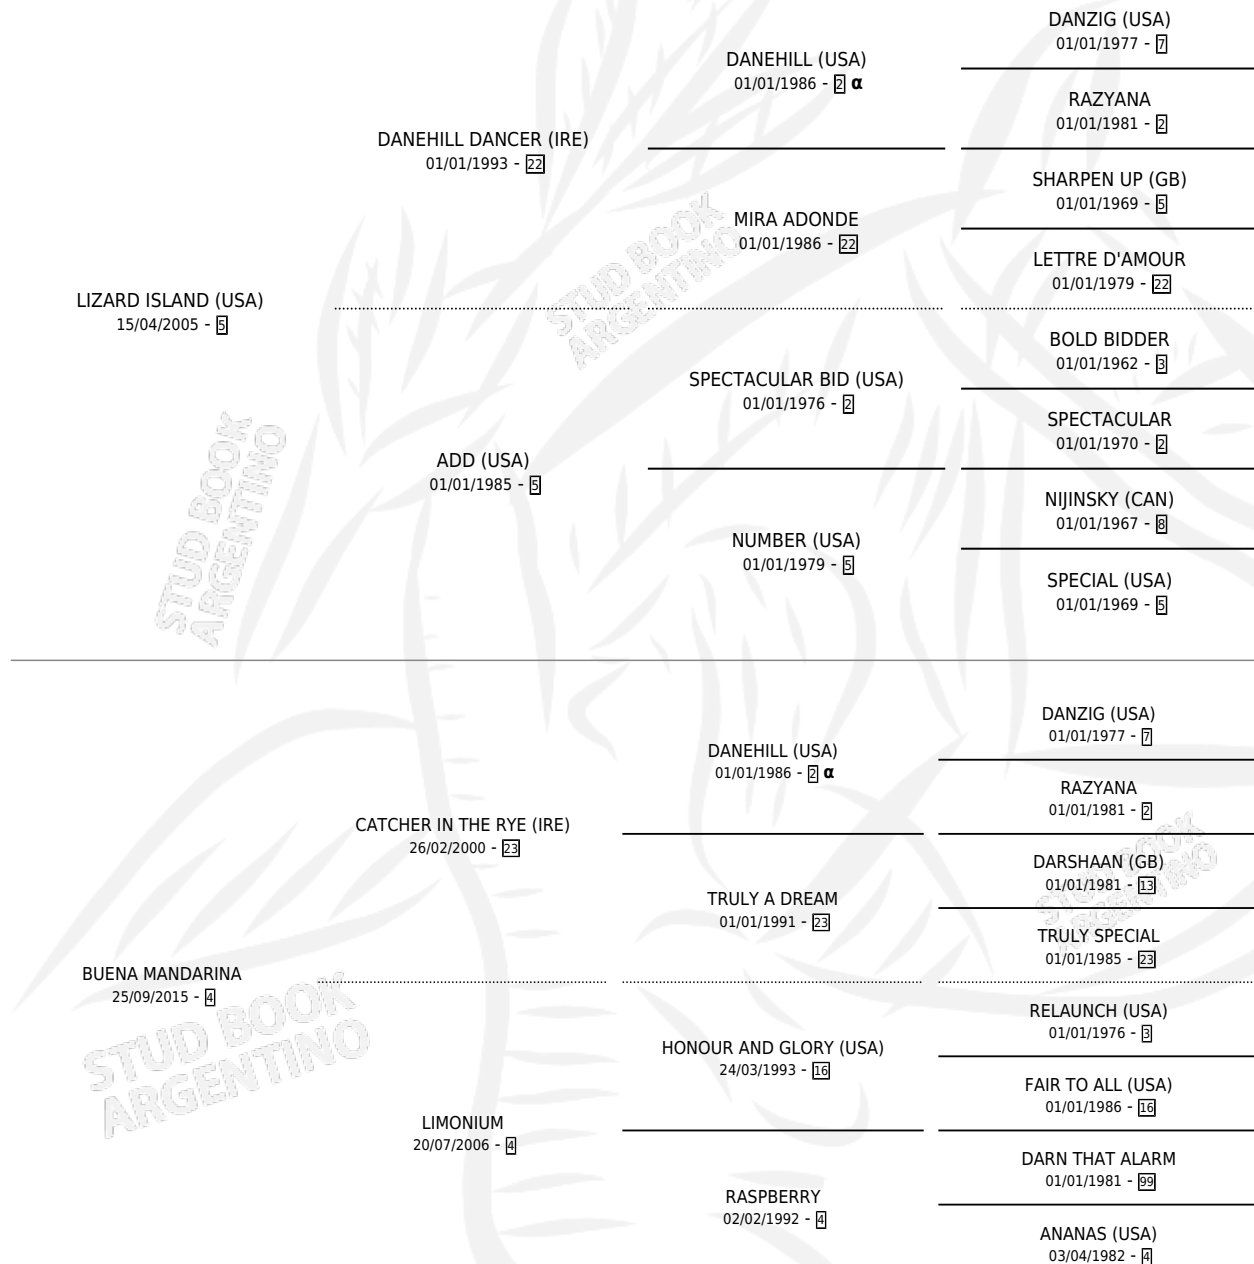 DANZIG (USA)
01/01/1977 - 7
DANEHILL (USA)
01/01/1986 - 2 α
RAZYANA
01/01/1981 - 2
DANEHILL DANCER (IRE)
01/01/1993 - 22
SHARPEN UP (GB)
01/01/1969 - 5
MIRA ADONDE
01/01/1986 - 22
LETTRE D'AMOUR
01/01/1979 - 22
LIZARD ISLAND (USA)
15/04/2005 - 5
BOLD BIDDER
01/01/1962 - 3
SPECTACULAR BID (USA)
01/01/1976 - 2
SPECTACULAR
01/01/1970 - 2
ADD (USA)
01/01/1985 - 5
NIJINSKY (CAN)
01/01/1967 - 8
NUMBER (USA)
01/01/1979 - 5
SPECIAL (USA)
01/01/1969 - 5
DANZIG (USA)
01/01/1977 - 7
DANEHILL (USA)
01/01/1986 - 2 α
RAZYANA
01/01/1981 - 2
CATCHER IN THE RYE (IRE)
26/02/2000 - 23
DARSHAAN (GB)
01/01/1981 - 13
TRULY A DREAM
01/01/1991 - 23
TRULY SPECIAL
01/01/1985 - 23
BUENA MANDARINA
25/09/2015 - 4
RELAUNCH (USA)
01/01/1976 - 3
HONOUR AND GLORY (USA)
24/03/1993 - 16
FAIR TO ALL (USA)
01/01/1986 - 16
LIMONIUM
20/07/2006 - 4
DARN THAT ALARM
01/01/1981 - 99
RASPBERRY
02/02/1992 - 4
ANANAS (USA)
03/04/1982 - 4
STUD BOOK
ARGENTINO
STUD BOOK
ARGENTINO
STUD BOOK
ARGENTINO
STUD BOOK
ARGENTINO